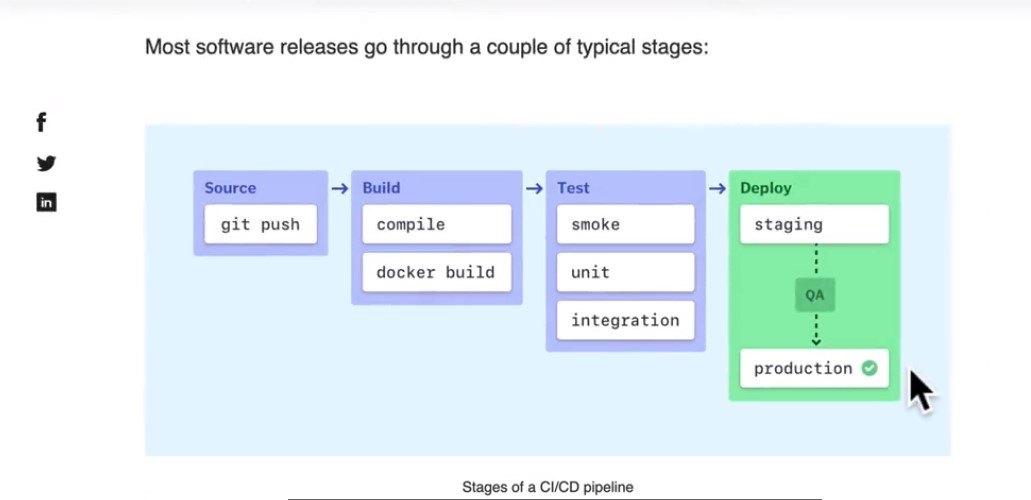 Most software releases go through a couple of typical stages:
f
in
Source
git push
Build
compile
docker build
Test
smoke
unit
integration
Deploy
staging
QA
production
Stages of a CI/CD pipeline